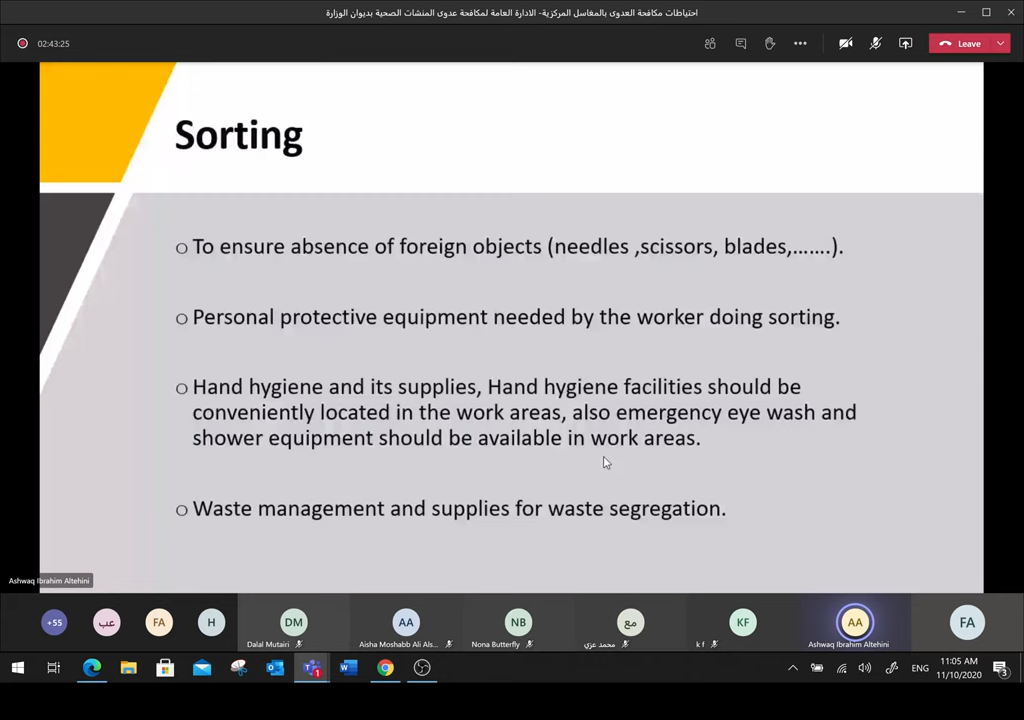 احتياطات مكافحة العدوى بالمغاسل المركزية- الادارة العامة لمكافحة عدوى المنشات الصحية بديوان الوزارة
02:43:25
Leave
Sorting
To ensure absence of foreign objects (needles ,scissors, blades,…….).
Personal protective equipment needed by the worker doing sorting.
Hand hygiene and its supplies, Hand hygiene facilities should be
conveniently located in the work areas, also emergency eye wash and
shower equipment should be available in work areas.
Waste management and supplies for waste segregation.
Ashwaq Ibrahim Altehini
+55 عب FA H DM AA NB مع KF AA FA
Dalal Mutairi Aisha Moshabb Ali Als... Nona Butterfly محمد عزي k f Ashwaq Ibrahim Altehini
1 ENG 11:05 AM
11/10/2020 3